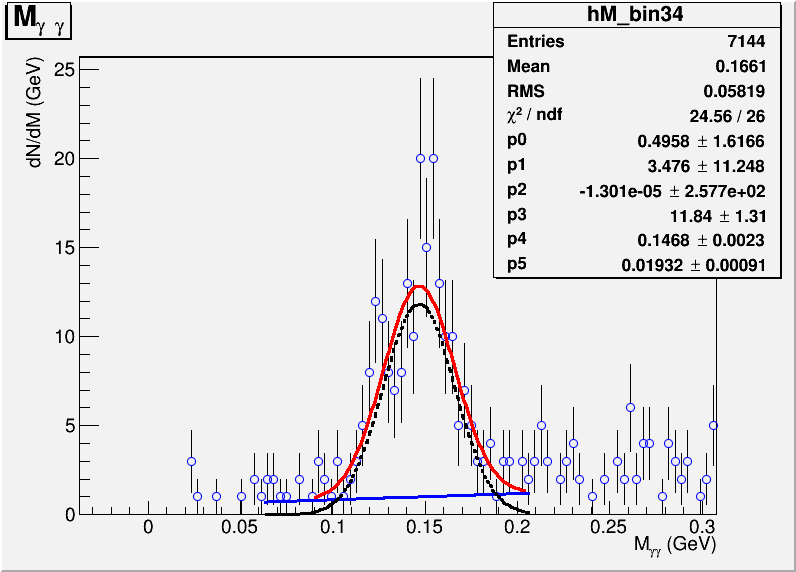 Mγ γ
hM_bin34
Entries 7144
Mean 0.1661
RMS 0.05819
χ² / ndf 24.56 / 26
p0 0.4958 ± 1.6166
p1 3.476 ± 11.248
p2 -1.301e-05 ± 2.577e+02
p3 11.84 ± 1.31
p4 0.1468 ± 0.0023
p5 0.01932 ± 0.00091
dN/dM (GeV)
25
20
15
10
5
0
0 0.05 0.1 0.15 0.2 0.25 0.3
Mγγ (GeV)